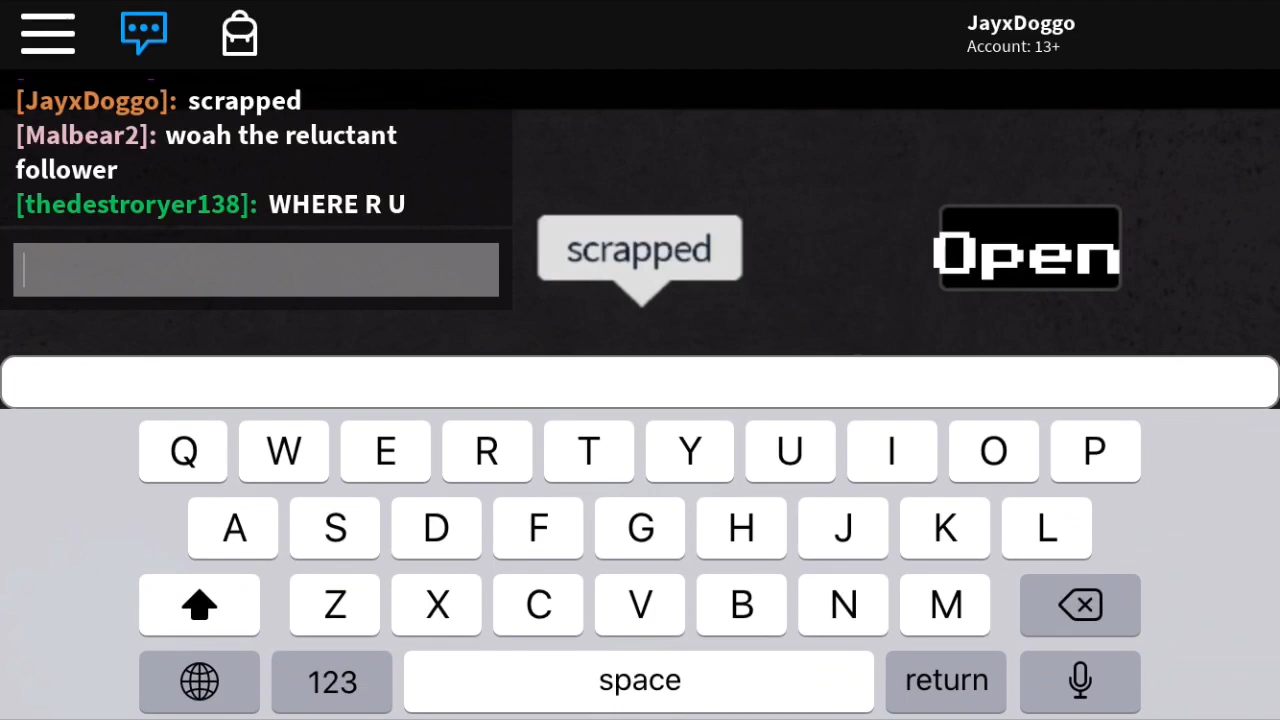 JayxDoggo
Account: 13+
[JayxDoggo]: scrapped
[Malbear2]: woah the reluctant
follower
[thedestroryer138]: WHERE R U
scrapped
Open
Q W E R T Y U I O P
A S D F G H J K L
Z X C V B N M
123 space return